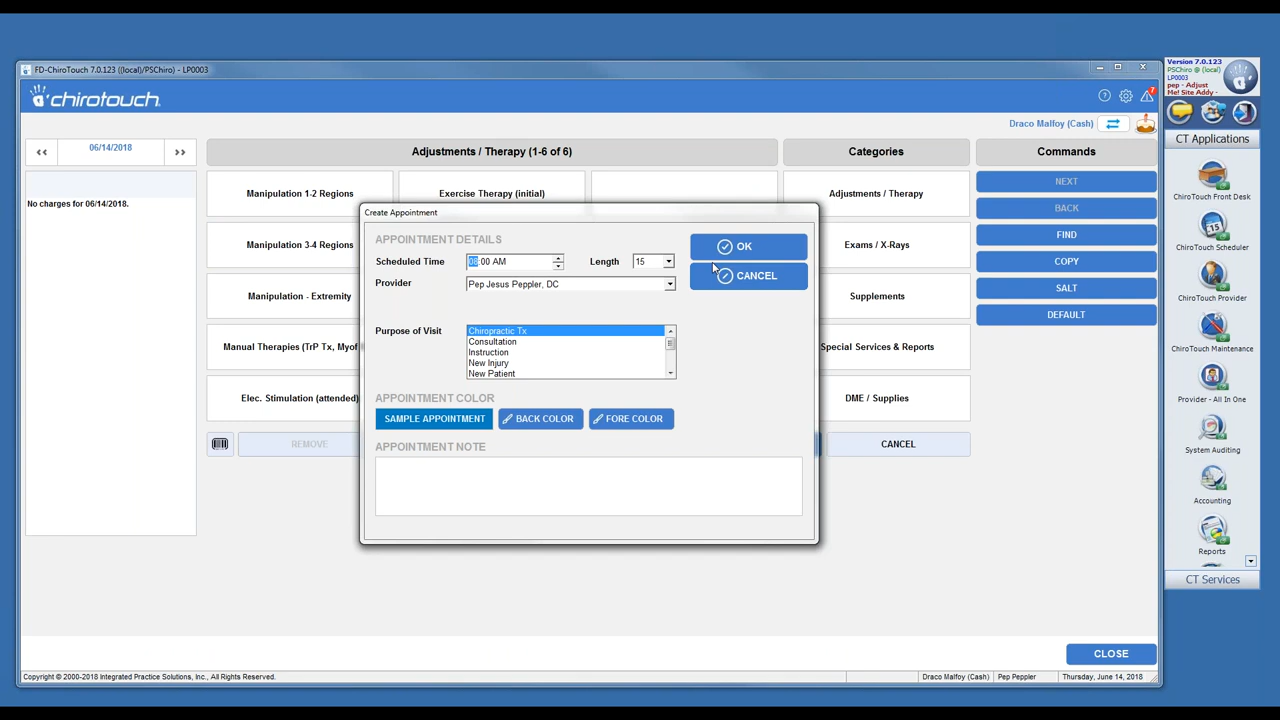 FD-ChiroTouch 7.0.123 ((local)/PSChiro) - LP0003
chirotouch
? 7
Draco Malfoy (Cash)
<< 06/14/2018 >>
Adjustments / Therapy (1-6 of 6) Categories Commands
No charges for 06/14/2018.
Manipulation 1-2 Regions Exercise Therapy (initial) Adjustments / Therapy
Manipulation 3-4 Regions Exams / X-Rays
Manipulation - Extremity Supplements
Manual Therapies (TrP Tx, Myof Special Services & Reports
Elec. Stimulation (attended) DME / Supplies
REMOVE CANCEL
NEXT
BACK
FIND
COPY
SALT
DEFAULT
Create Appointment
APPOINTMENT DETAILS
Scheduled Time 08:00 AM Length 15
Provider Pep Jesus Peppler, DC
OK
CANCEL
Purpose of Visit Chiropractic Tx
Consultation
Instruction
New Injury
New Patient
APPOINTMENT COLOR
SAMPLE APPOINTMENT BACK COLOR FORE COLOR
APPOINTMENT NOTE
CLOSE
Copyright © 2000-2018 Integrated Practice Solutions, Inc., All Rights Reserved. Draco Malfoy (Cash) Pep Peppler Thursday, June 14, 2018
Version 7.0.123
PSChiro @ (local)
LP0003
pep - Adjust
Me! Site Addy -
CT Applications
ChiroTouch Front Desk
15
ChiroTouch Scheduler
ChiroTouch Provider
ChiroTouch Maintenance
Provider - All In One
System Auditing
Accounting
Reports
CT Services